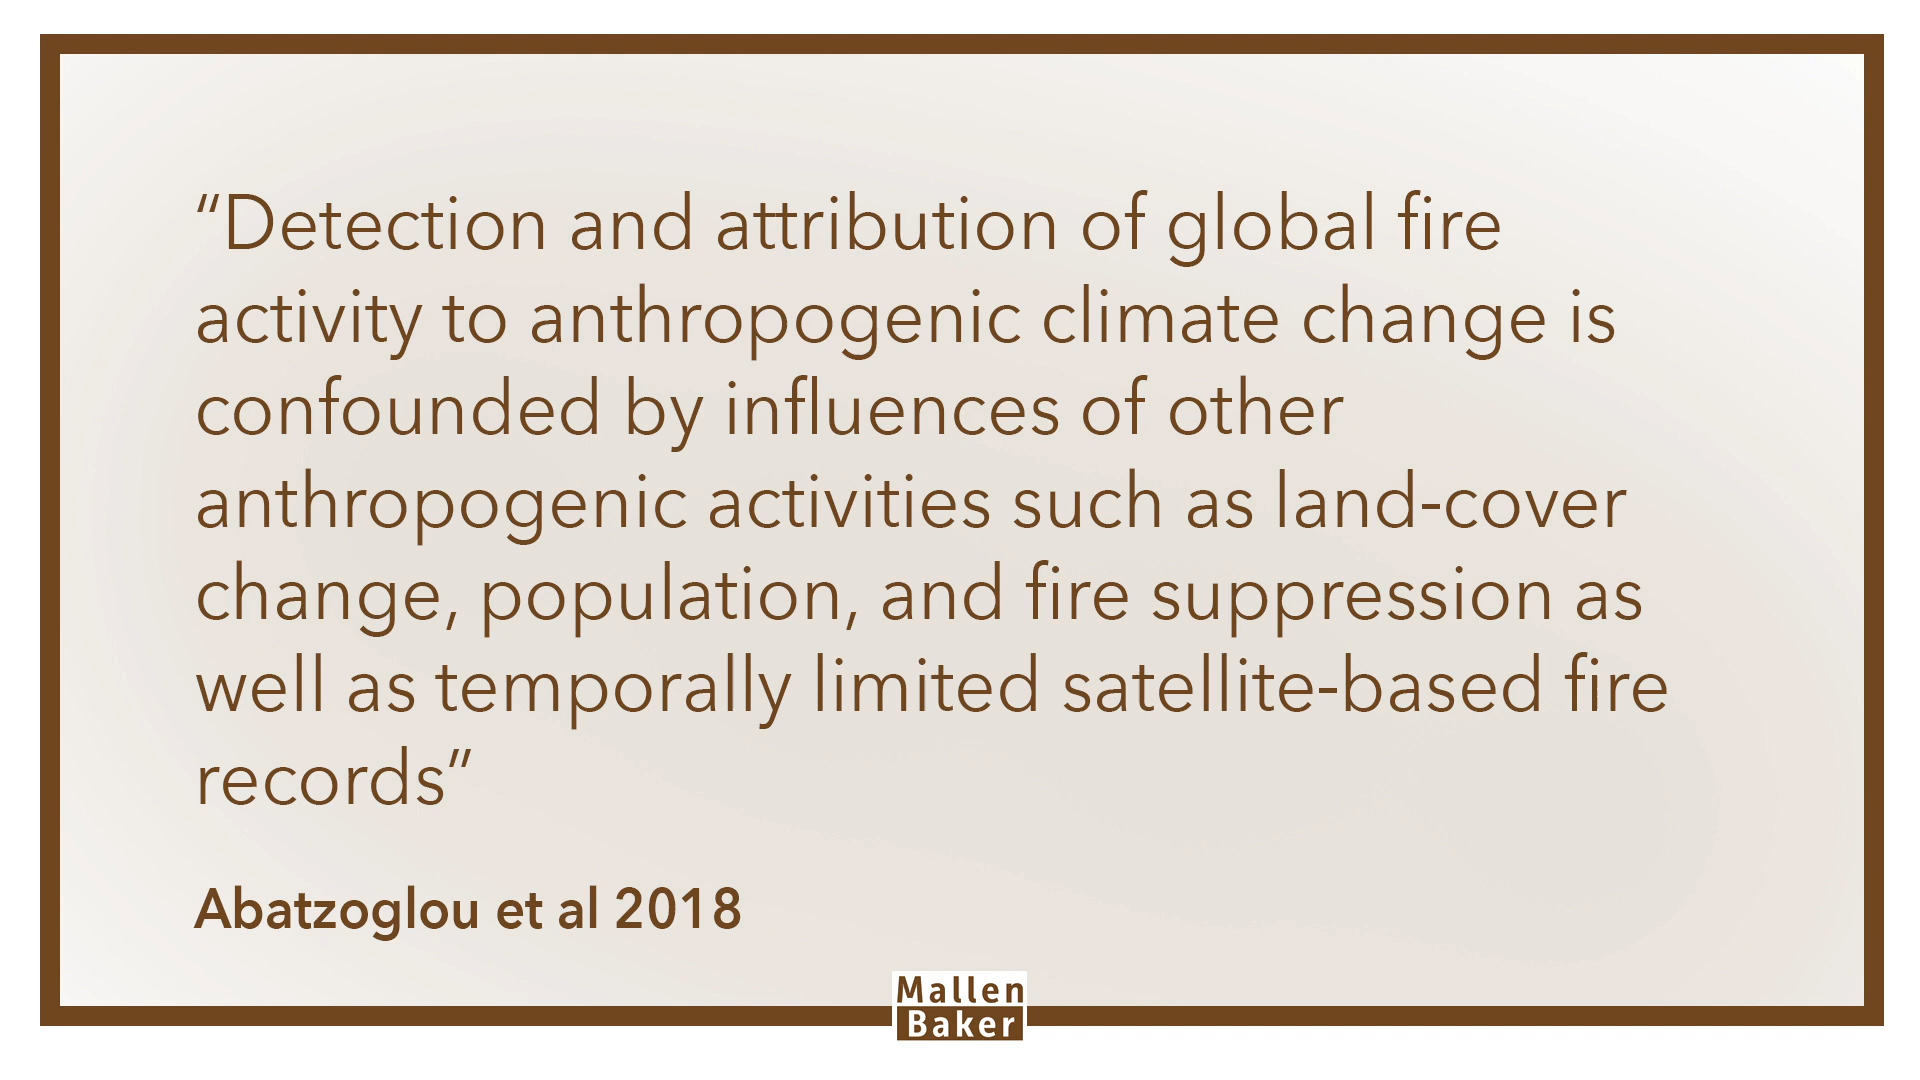 “Detection and attribution of global fire
activity to anthropogenic climate change is
confounded by influences of other
anthropogenic activities such as land-cover
change, population, and fire suppression as
well as temporally limited satellite-based fire
records”
Abatzoglou et al 2018
Mallen
Baker